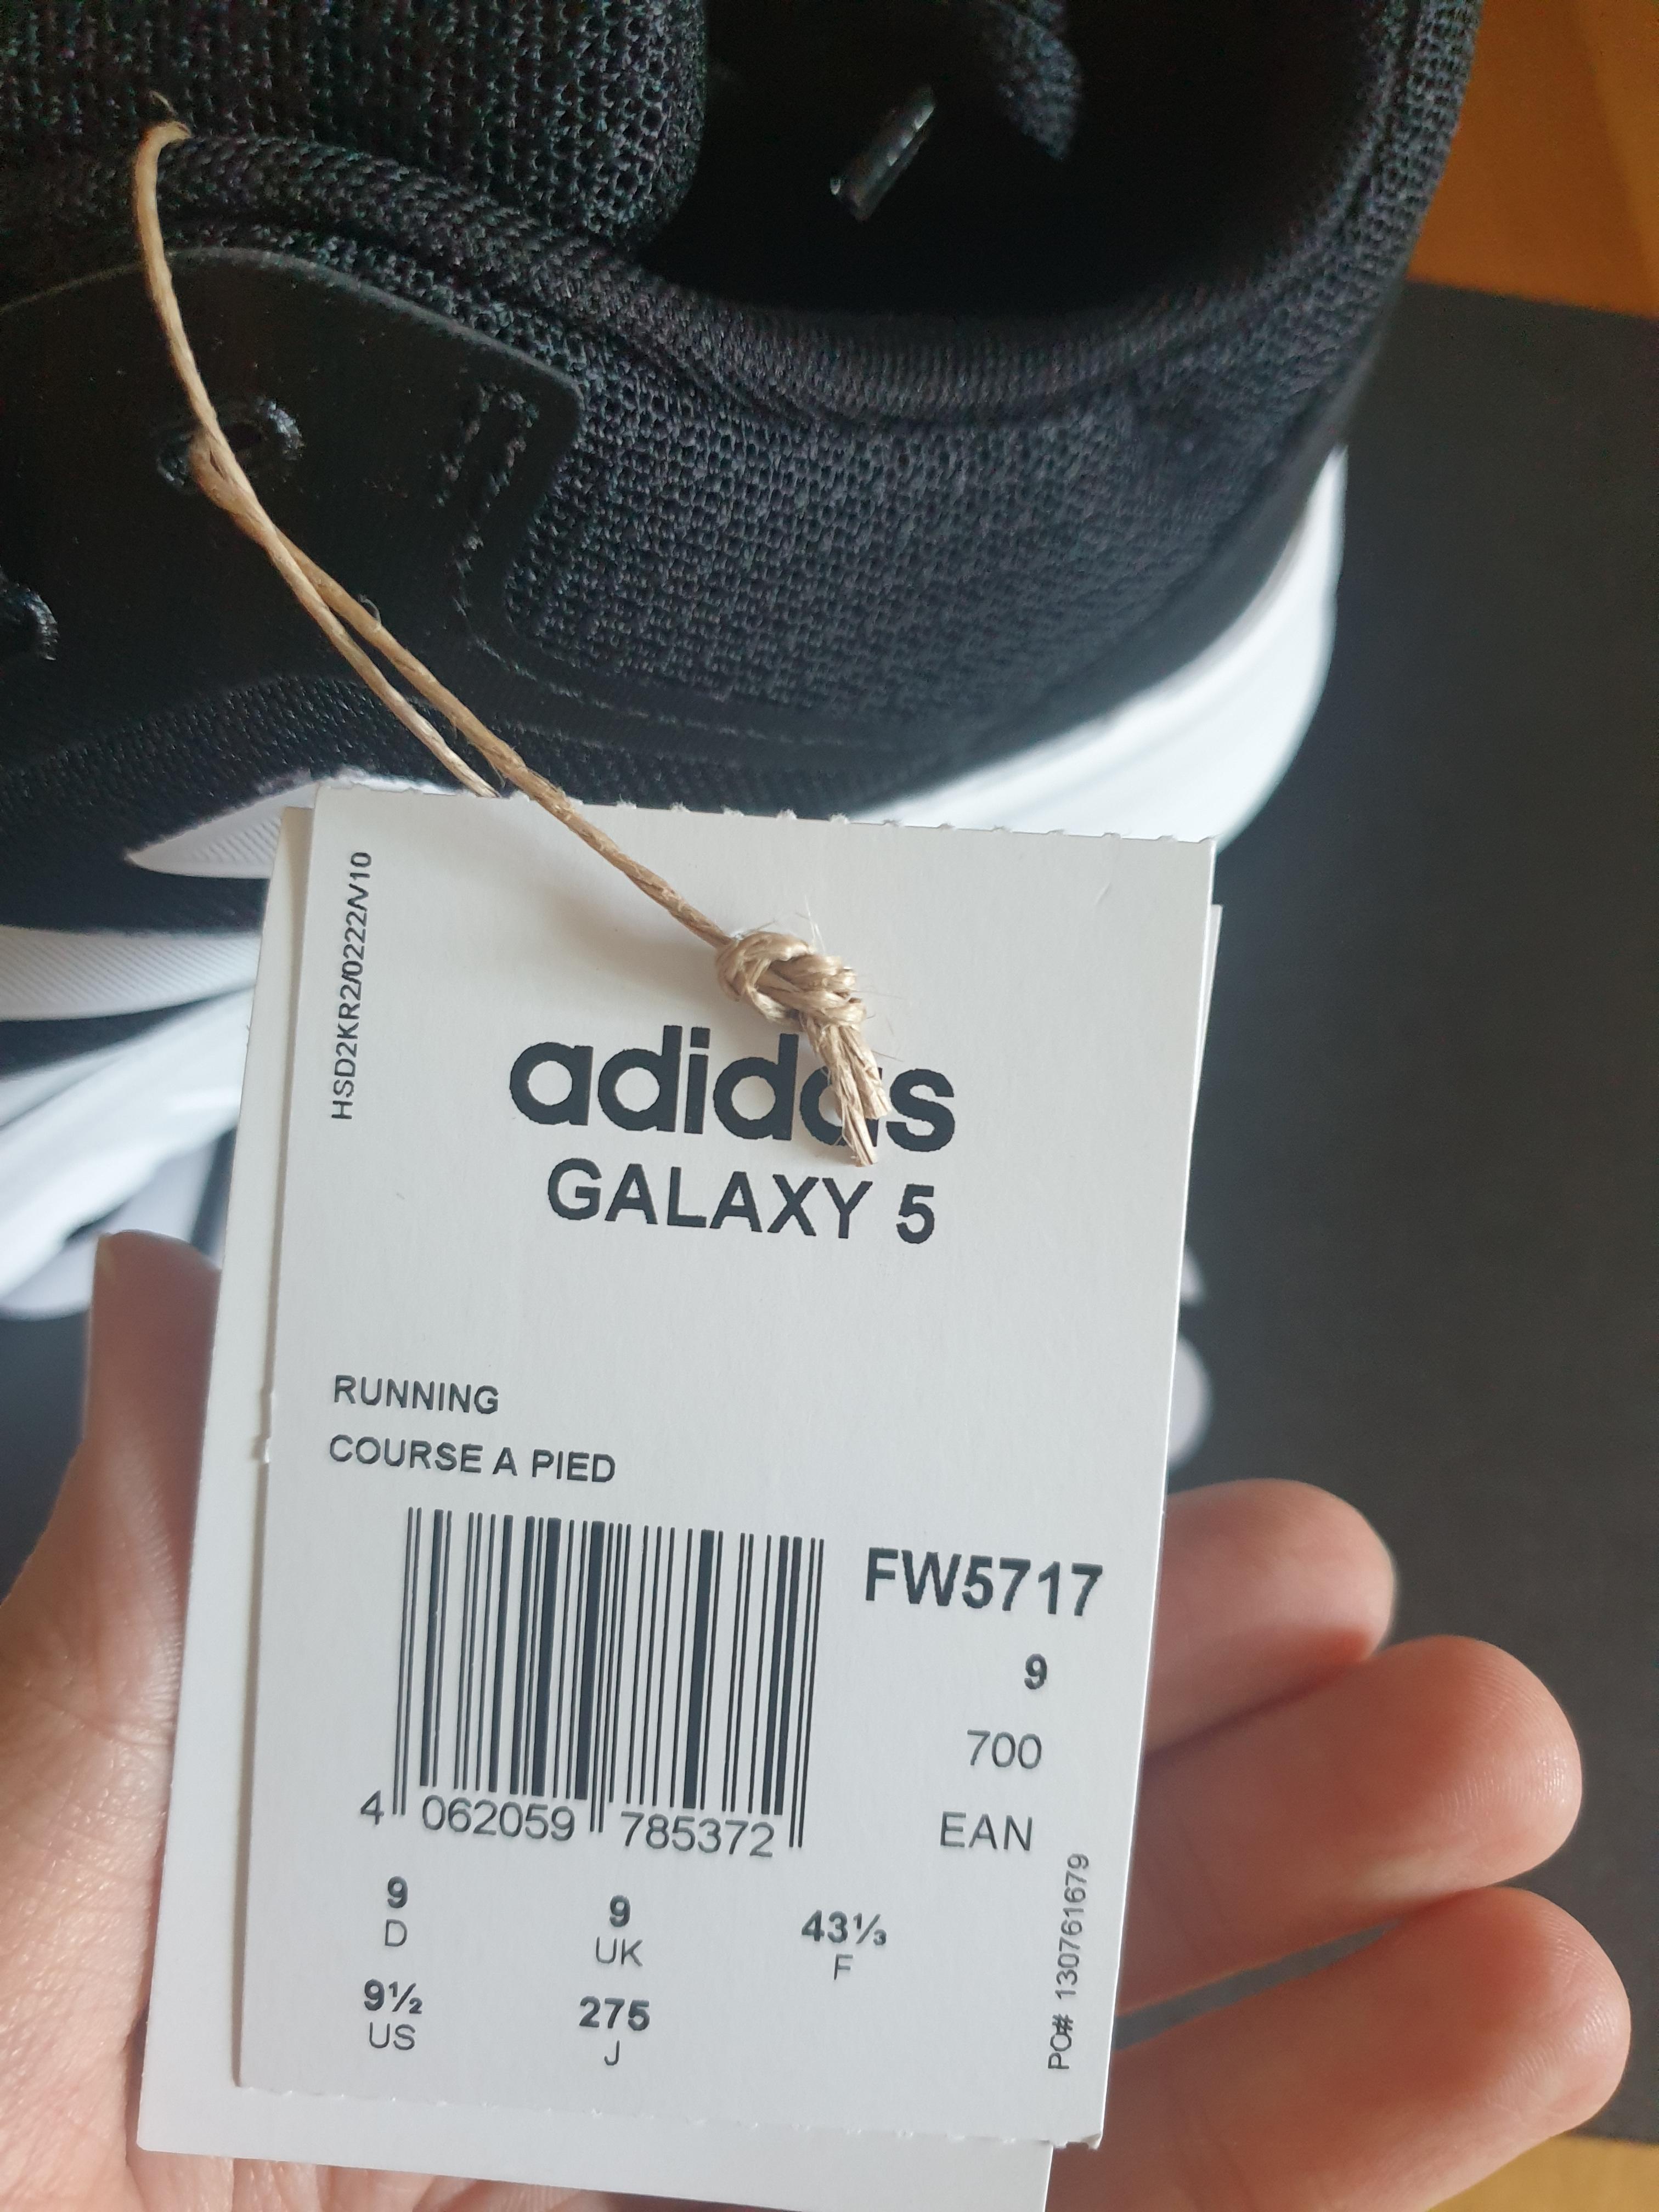 HSD2KR2/0222/V10
adidas
GALAXY 5
RUNNING
COURSE A PIED
FW5717
9
700
EAN
4 062059 785372
9 D
9 UK
43⅓ F
9½ US
275 J
PO# 130761679